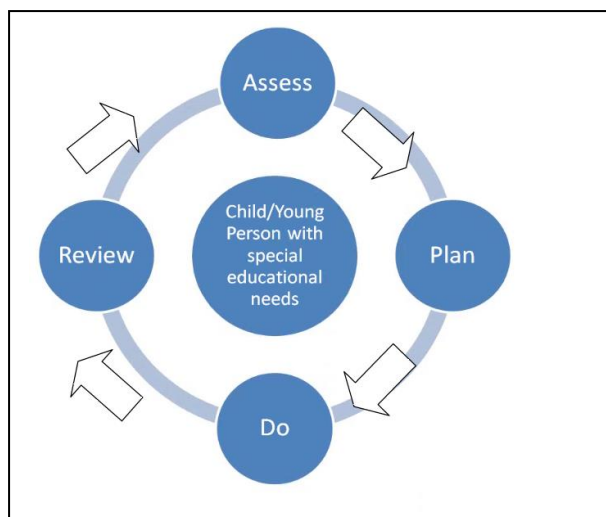 Assess
Plan
Do
Review
Child/Young
Person with
special
educational
needs